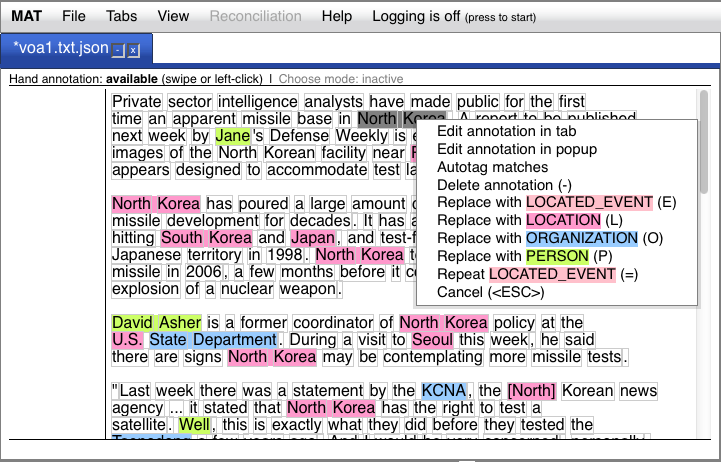 MAT File Tabs View Reconciliation Help Logging is off (press to start)
*voa1.txt.json - x
Hand annotation: available (swipe or left-click) | Choose mode: inactive
Private sector intelligence analysts have made public for the first
time an apparent missile base in North Korea. A report to be published
next week by Jane's Defense Weekly is
images of the North Korean facility near
appears designed to accommodate test
Edit annotation in tab
Edit annotation in popup
Autotag matches
Delete annotation (-)
Replace with LOCATED_EVENT (E)
Replace with LOCATION (L)
Replace with ORGANIZATION (O)
Replace with PERSON (P)
Repeat LOCATED_EVENT (=)
Cancel (<ESC>)
North Korea has poured a large amount
missile development for decades. It has
hitting South Korea and Japan, and test-
Japanese territory in 1998. North Korea
missile in 2006, a few months before it
explosion of a nuclear weapon.
David Asher is a former coordinator of North Korea policy at the
U.S. State Department. During a visit to Seoul this week, he said
there are signs North Korea may be contemplating more missile tests.
"Last week there was a statement by the KCNA, the [North] Korean news
agency ... it stated that North Korea has the right to test a
satellite. Well, this is exactly what they did before they tested the
Taepodong a few years ago. And I would be very concerned, personally